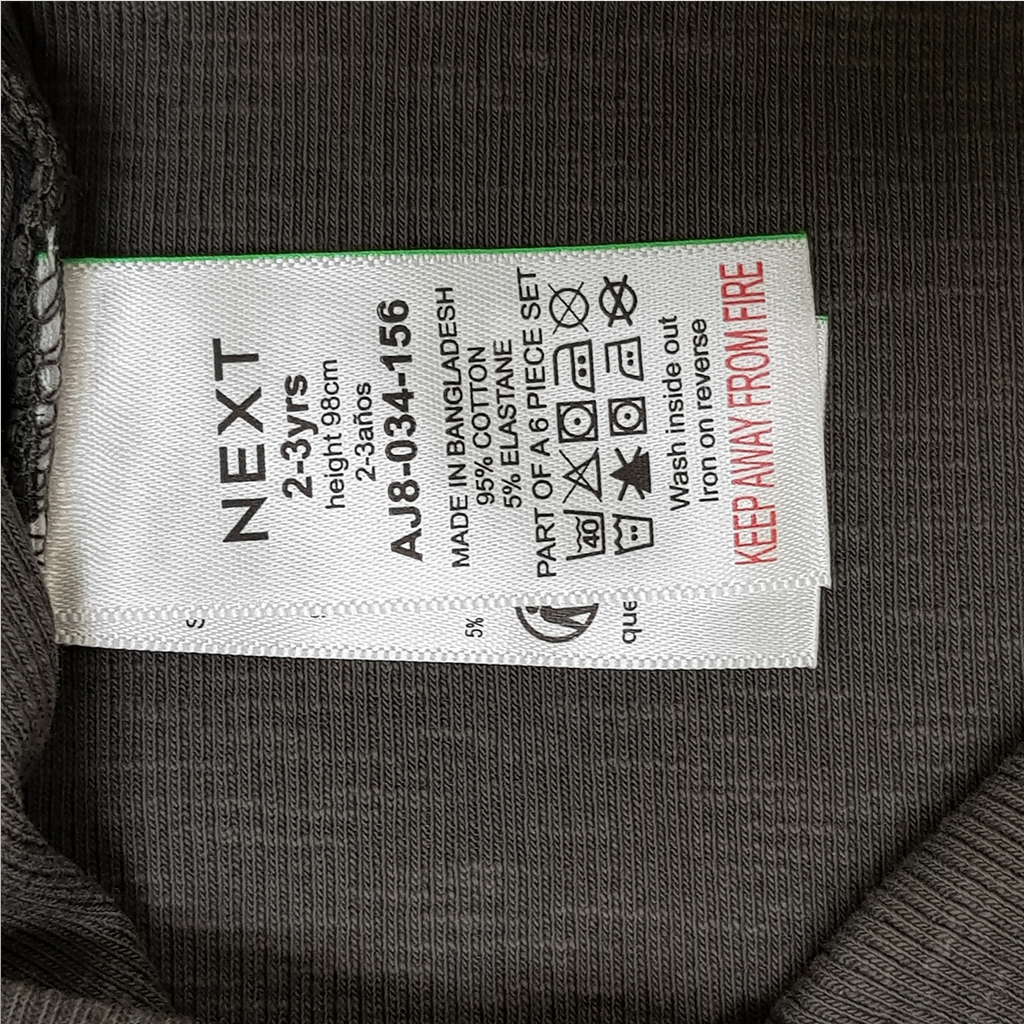 NEXT
2-3yrs
height 98cm
2-3años
AJ8-034-156
MADE IN BANGLADESH
95% COTTON
5% ELASTANE
PART OF A 6 PIECE SET
40
Wash inside out
Iron on reverse
KEEP AWAY FROM FIRE
S
5%
que